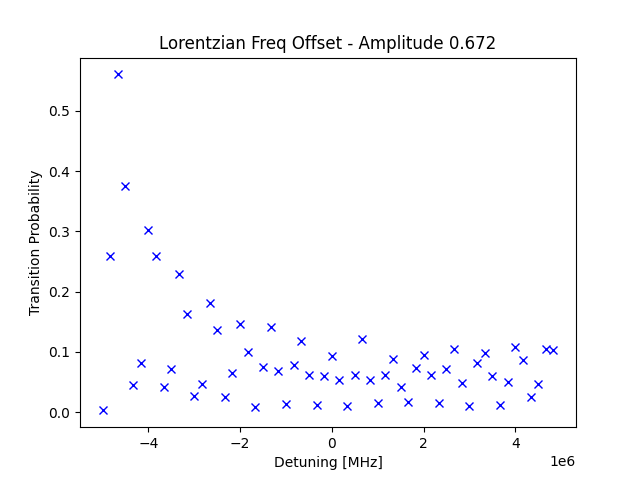 Lorentzian Freq Offset - Amplitude 0.672
Transition Probability
0.5
0.4
0.3
0.2
0.1
0.0
−4
−2
0
2
4
1e6
Detuning [MHz]